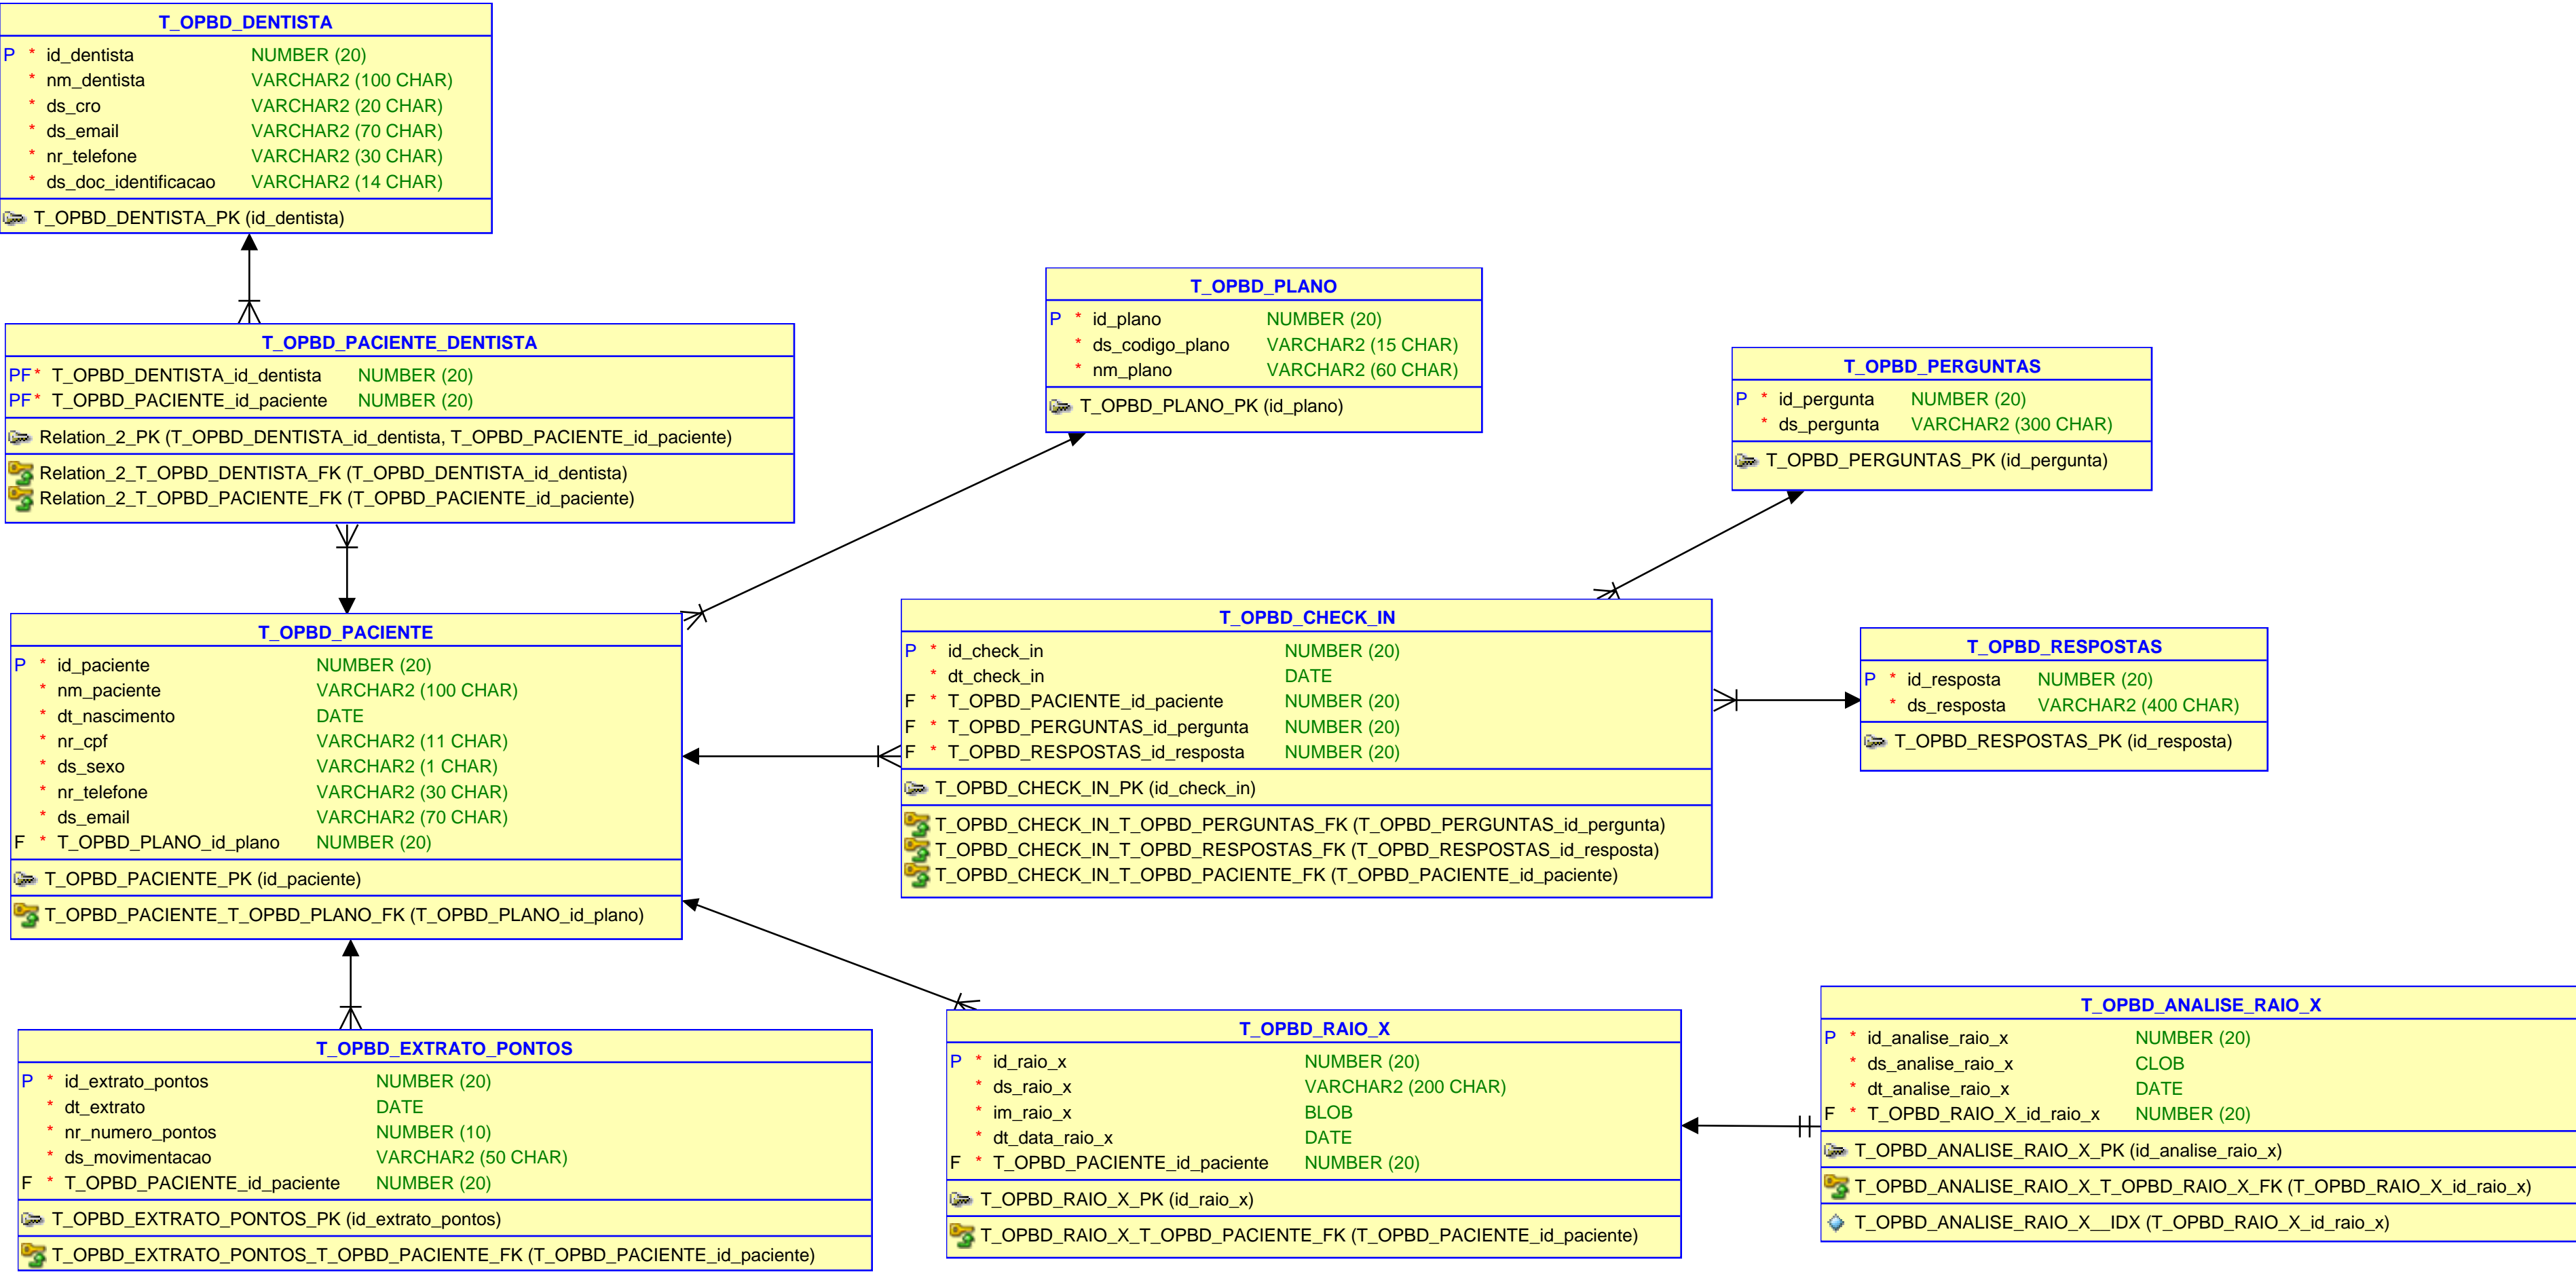 T_OPBD_DENTISTA
P * id_dentista NUMBER (20)
* nm_dentista VARCHAR2 (100 CHAR)
* ds_cro VARCHAR2 (20 CHAR)
* ds_email VARCHAR2 (70 CHAR)
* nr_telefone VARCHAR2 (30 CHAR)
* ds_doc_identificacao VARCHAR2 (14 CHAR)
T_OPBD_DENTISTA_PK (id_dentista)
T_OPBD_PACIENTE_DENTISTA
PF * T_OPBD_DENTISTA_id_dentista NUMBER (20)
PF * T_OPBD_PACIENTE_id_paciente NUMBER (20)
Relation_2_PK (T_OPBD_DENTISTA_id_dentista, T_OPBD_PACIENTE_id_paciente)
Relation_2_T_OPBD_DENTISTA_FK (T_OPBD_DENTISTA_id_dentista)
Relation_2_T_OPBD_PACIENTE_FK (T_OPBD_PACIENTE_id_paciente)
T_OPBD_PLANO
P * id_plano NUMBER (20)
* ds_codigo_plano VARCHAR2 (15 CHAR)
* nm_plano VARCHAR2 (60 CHAR)
T_OPBD_PLANO_PK (id_plano)
T_OPBD_PERGUNTAS
P * id_pergunta NUMBER (20)
* ds_pergunta VARCHAR2 (300 CHAR)
T_OPBD_PERGUNTAS_PK (id_pergunta)
T_OPBD_PACIENTE
P * id_paciente NUMBER (20)
* nm_paciente VARCHAR2 (100 CHAR)
* dt_nascimento DATE
* nr_cpf VARCHAR2 (11 CHAR)
* ds_sexo VARCHAR2 (1 CHAR)
* nr_telefone VARCHAR2 (30 CHAR)
* ds_email VARCHAR2 (70 CHAR)
F * T_OPBD_PLANO_id_plano NUMBER (20)
T_OPBD_PACIENTE_PK (id_paciente)
T_OPBD_PACIENTE_T_OPBD_PLANO_FK (T_OPBD_PLANO_id_plano)
T_OPBD_CHECK_IN
P * id_check_in NUMBER (20)
* dt_check_in DATE
F * T_OPBD_PACIENTE_id_paciente NUMBER (20)
F * T_OPBD_PERGUNTAS_id_pergunta NUMBER (20)
F * T_OPBD_RESPOSTAS_id_resposta NUMBER (20)
T_OPBD_CHECK_IN_PK (id_check_in)
T_OPBD_CHECK_IN_T_OPBD_PERGUNTAS_FK (T_OPBD_PERGUNTAS_id_pergunta)
T_OPBD_CHECK_IN_T_OPBD_RESPOSTAS_FK (T_OPBD_RESPOSTAS_id_resposta)
T_OPBD_CHECK_IN_T_OPBD_PACIENTE_FK (T_OPBD_PACIENTE_id_paciente)
T_OPBD_RESPOSTAS
P * id_resposta NUMBER (20)
* ds_resposta VARCHAR2 (400 CHAR)
T_OPBD_RESPOSTAS_PK (id_resposta)
T_OPBD_EXTRATO_PONTOS
P * id_extrato_pontos NUMBER (20)
* dt_extrato DATE
* nr_numero_pontos NUMBER (10)
* ds_movimentacao VARCHAR2 (50 CHAR)
F * T_OPBD_PACIENTE_id_paciente NUMBER (20)
T_OPBD_EXTRATO_PONTOS_PK (id_extrato_pontos)
T_OPBD_EXTRATO_PONTOS_T_OPBD_PACIENTE_FK (T_OPBD_PACIENTE_id_paciente)
T_OPBD_RAIO_X
P * id_raio_x NUMBER (20)
* ds_raio_x VARCHAR2 (200 CHAR)
* im_raio_x BLOB
* dt_data_raio_x DATE
F * T_OPBD_PACIENTE_id_paciente NUMBER (20)
T_OPBD_RAIO_X_PK (id_raio_x)
T_OPBD_RAIO_X_T_OPBD_PACIENTE_FK (T_OPBD_PACIENTE_id_paciente)
T_OPBD_ANALISE_RAIO_X
P * id_analise_raio_x NUMBER (20)
* ds_analise_raio_x CLOB
* dt_analise_raio_x DATE
F * T_OPBD_RAIO_X_id_raio_x NUMBER (20)
T_OPBD_ANALISE_RAIO_X_PK (id_analise_raio_x)
T_OPBD_ANALISE_RAIO_X_T_OPBD_RAIO_X_FK (T_OPBD_RAIO_X_id_raio_x)
T_OPBD_ANALISE_RAIO_X__IDX (T_OPBD_RAIO_X_id_raio_x)